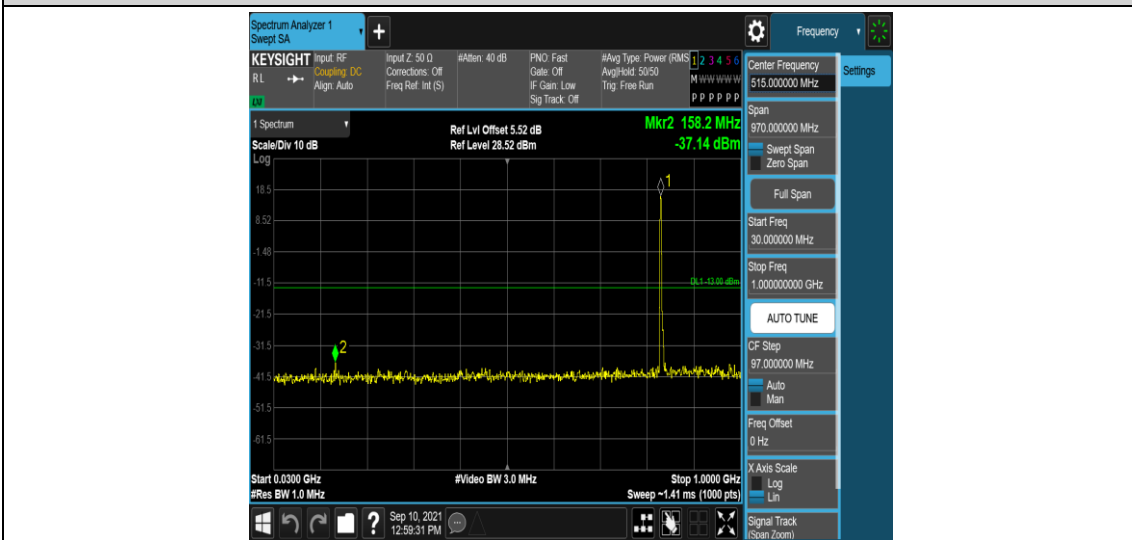 Spectrum Analyzer 1
Swept SA
+
Frequency
KEYSIGHT
RL
LXI
Input: RF
Coupling: DC
Align: Auto
Input Z: 50 Ω
Corrections: Off
Freq Ref: Int (S)
#Atten: 40 dB
PNO: Fast
Gate: Off
IF Gain: Low
Sig Track: Off
#Avg Type: Power (RMS
Avg|Hold: 50/50
Trig: Free Run
1 2 3 4 5 6
M W W W W W
P P P P P P
Center Frequency
515.000000 MHz
Settings
Span
970.000000 MHz
Swept Span
Zero Span
Full Span
Start Freq
30.000000 MHz
Stop Freq
1.000000000 GHz
AUTO TUNE
CF Step
97.000000 MHz
Auto
Man
Freq Offset
0 Hz
X Axis Scale
Log
Lin
Signal Track
(Span Zoom)
1 Spectrum
Scale/Div 10 dB
Log
Ref Lvl Offset 5.52 dB
Ref Level 28.52 dBm
Mkr2 158.2 MHz
-37.14 dBm
18.5
8.52
-1.48
-11.5
-21.5
-31.5
-41.5
-51.5
-61.5
1
DL1 -13.00 dBm
2
Start 0.0300 GHz
#Res BW 1.0 MHz
#Video BW 3.0 MHz
Stop 1.0000 GHz
Sweep ~1.41 ms (1000 pts)
?
Sep 10, 2021
12:59:31 PM